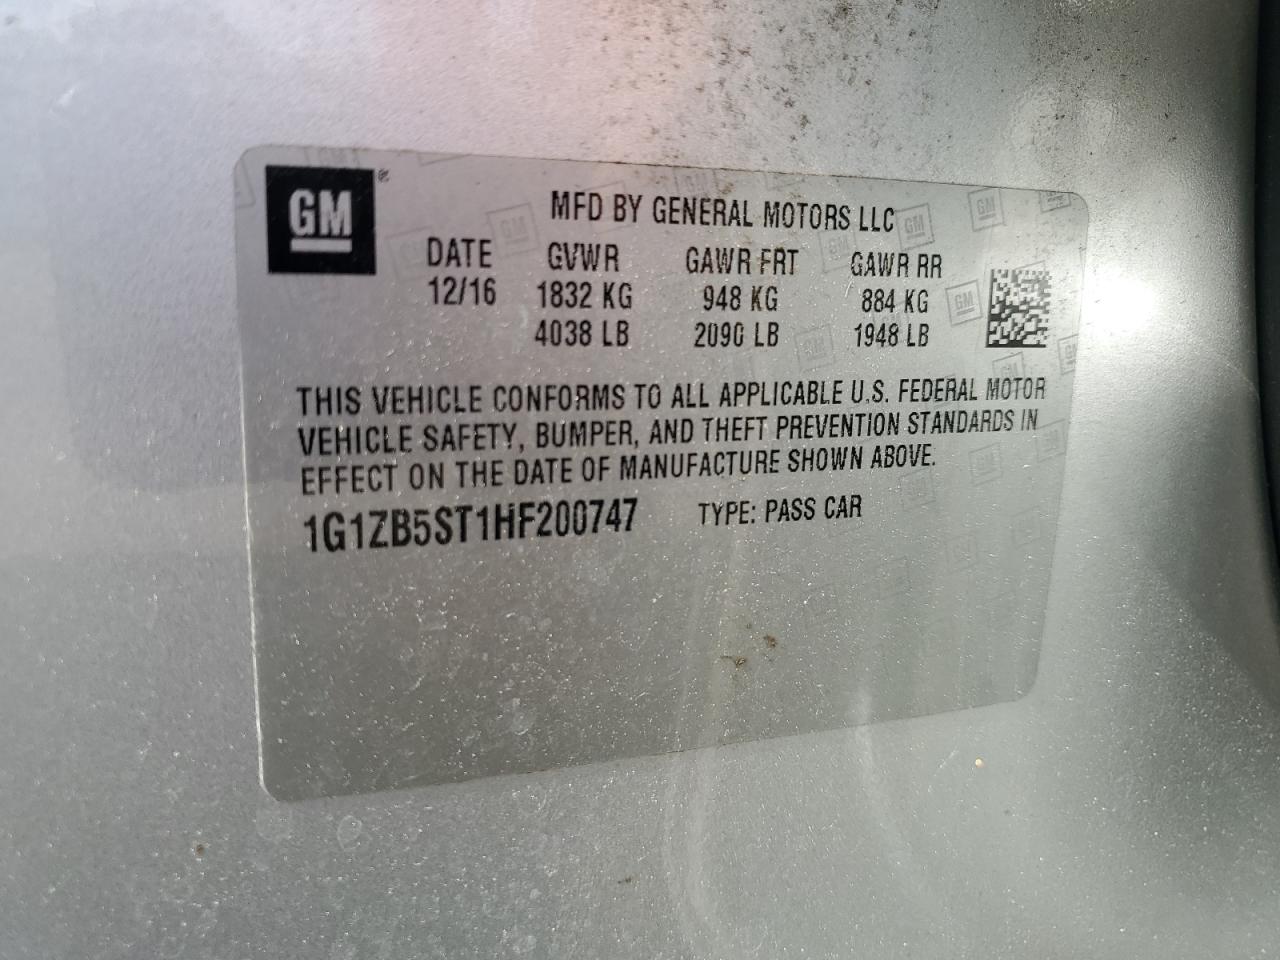 GM ®
MFD BY GENERAL MOTORS LLC
DATE GVWR GAWR FRT GAWR RR
12/16 1832 KG 948 KG 884 KG
4038 LB 2090 LB 1948 LB
THIS VEHICLE CONFORMS TO ALL APPLICABLE U.S. FEDERAL MOTOR
VEHICLE SAFETY, BUMPER, AND THEFT PREVENTION STANDARDS IN
EFFECT ON THE DATE OF MANUFACTURE SHOWN ABOVE.
1G1ZB5ST1HF200747 TYPE: PASS CAR